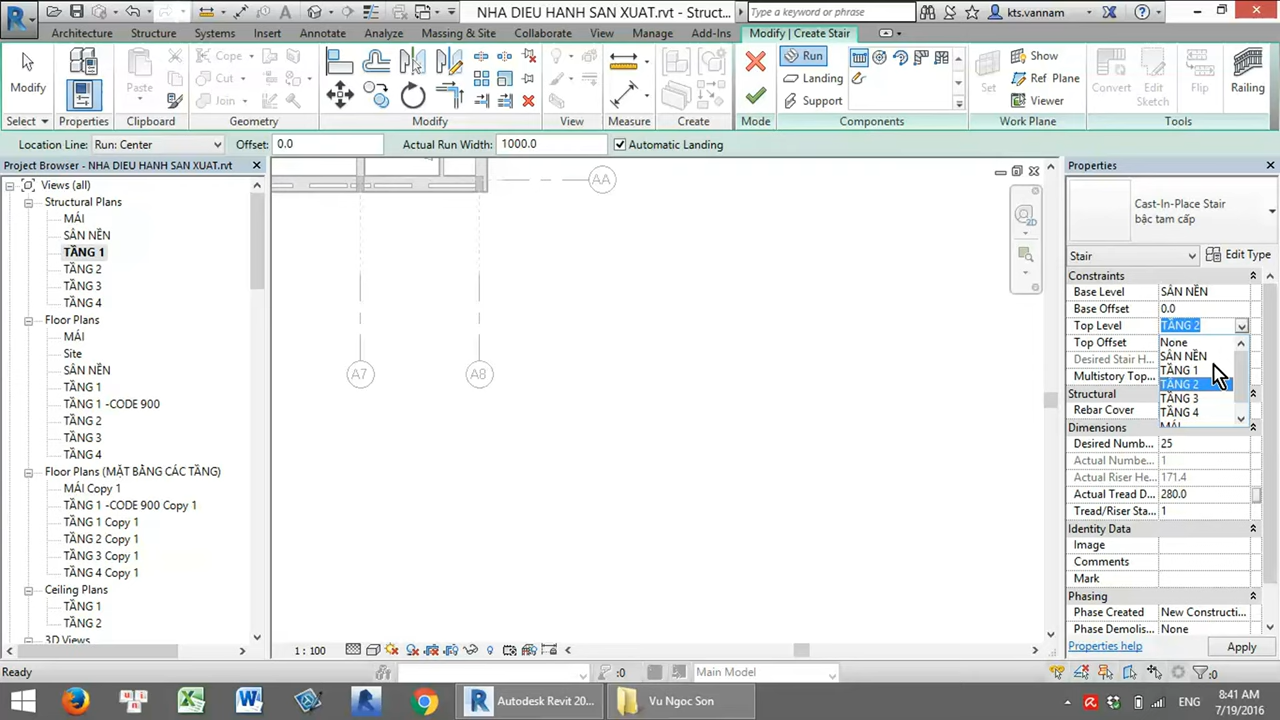 NHA DIEU HANH SAN XUAT.rvt - Struct...
Type a keyword or phrase
kts.vannam
Architecture Structure Systems Insert Annotate Analyze Massing & Site Collaborate View Manage Add-Ins Modify | Create Stair
Modify
Paste
Cope
Cut
Join
Run
Landing
Support
Set
Show
Ref Plane
Viewer
Convert
Edit Sketch
Flip
Railing
Select Properties Clipboard Geometry Modify View Measure Create Mode Components Work Plane Tools
Location Line: Run: Center Offset: 0.0 Actual Run Width: 1000.0 Automatic Landing
Project Browser - NHA DIEU HANH SAN XUAT.rvt
Views (all)
Structural Plans
MÁI
SÂN NỀN
TẦNG 1
TẦNG 2
TẦNG 3
TẦNG 4
Floor Plans
MÁI
Site
SÂN NỀN
TẦNG 1
TẦNG 1 -CODE 900
TẦNG 2
TẦNG 3
TẦNG 4
Floor Plans (MẶT BẰNG CÁC TẦNG)
MÁI Copy 1
TẦNG 1 -CODE 900 Copy 1
TẦNG 1 Copy 1
TẦNG 2 Copy 1
TẦNG 3 Copy 1
TẦNG 4 Copy 1
Ceiling Plans
TẦNG 1
TẦNG 2
3D Views
AA
A7
A8
2D
Properties
Cast-In-Place Stair
bậc tam cấp
Stair
Edit Type
Constraints
Base Level SÂN NỀN
Base Offset 0.0
Top Level TẦNG 2
Top Offset
Desired Stair H...
Multistory Top...
None
SÂN NỀN
TẦNG 1
TẦNG 2
TẦNG 3
TẦNG 4
MÁI
Structural
Rebar Cover
Dimensions
Desired Numb... 25
Actual Numbe... 1
Actual Riser He... 171.4
Actual Tread D... 280.0
Tread/Riser Sta... 1
Identity Data
Image
Comments
Mark
Phasing
Phase Created New Constructi...
Phase Demolis... None
Properties help
Apply
1 : 100
Ready
:0
Main Model
:0
Autodesk Revit 20...
Vu Ngoc Son
ENG
8:41 AM
7/19/2016